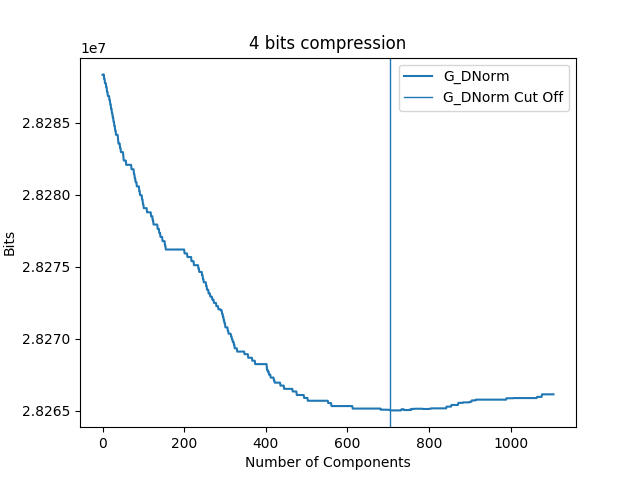 4 bits compression
1e7
G_DNorm
G_DNorm Cut Off
2.8285
2.8280
2.8275
2.8270
2.8265
Bits
0 200 400 600 800 1000
Number of Components